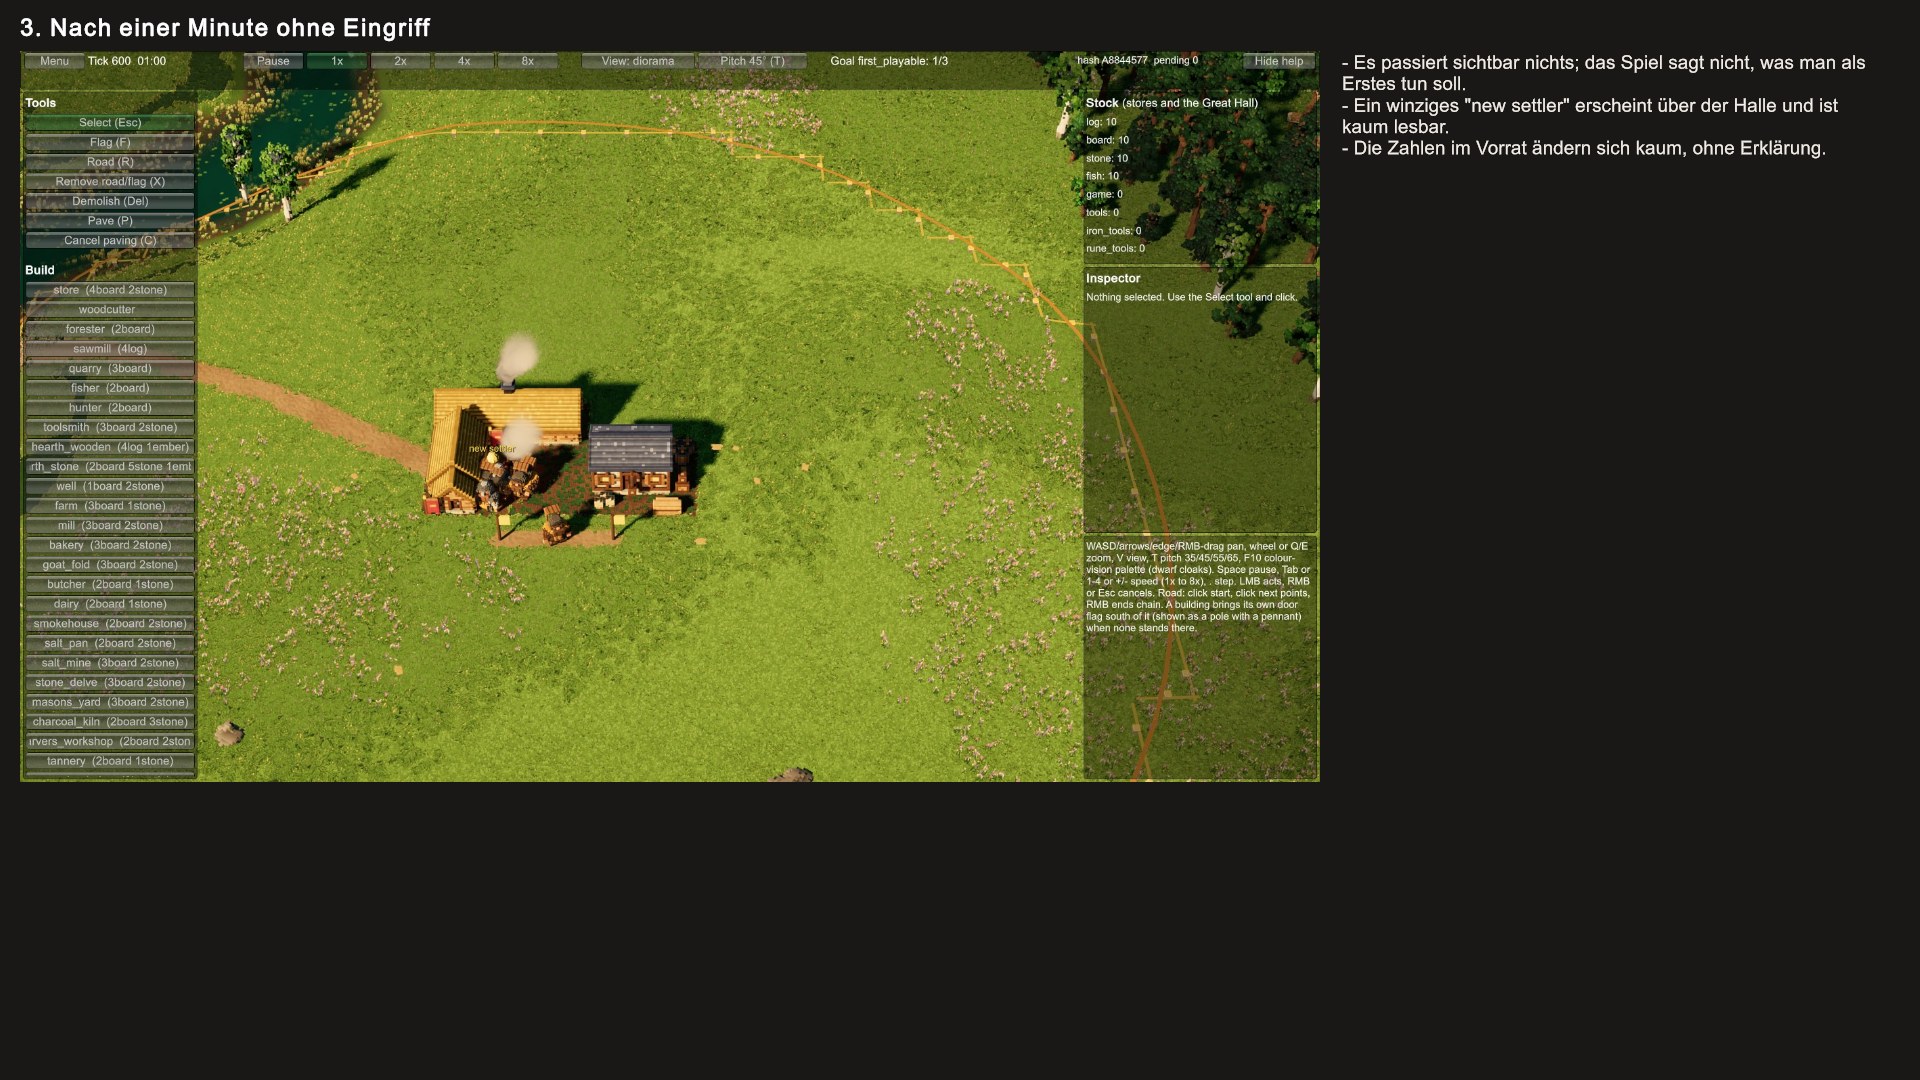 3. Nach einer Minute ohne Eingriff
Menu Tick 600 01:00 Pause 1x 2x 4x 8x View: diorama Pitch 45° (T) Goal first_playable: 1/3 hash A8844577 pending 0 Hide help
Tools
Select (Esc)
Flag (F)
Road (R)
Remove road/flag (X)
Demolish (Del)
Pave (P)
Cancel paving (C)
Build
store (4board 2stone)
woodcutter
forester (2board)
sawmill (4log)
quarry (3board)
fisher (2board)
hunter (2board)
toolsmith (3board 2stone)
hearth_wooden (4log 1ember)
rth_stone (2board 5stone 1em
well (1board 2stone)
farm (3board 1stone)
mill (3board 2stone)
bakery (3board 2stone)
goat_fold (3board 2stone)
butcher (2board 1stone)
dairy (2board 1stone)
smokehouse (2board 2stone)
salt_pan (2board 2stone)
salt_mine (3board 2stone)
stone_delve (3board 2stone)
masons_yard (3board 2stone)
charcoal_kiln (2board 3stone)
rvers_workshop (2board 2ston
tannery (2board 1stone)
new settler
Stock (stores and the Great Hall)
log: 10
board: 10
stone: 10
fish: 10
game: 0
tools: 0
iron_tools: 0
rune_tools: 0
Inspector
Nothing selected. Use the Select tool and click.
WASD/arrows/edge/RMB-drag pan, wheel or Q/E
zoom, V view, T pitch 35/45/55/65, F10 colour-
vision palette (dwarf cloaks). Space pause, Tab or
1-4 or +/- speed (1x to 8x), . step. LMB acts, RMB
or Esc cancels. Road: click start, click next points,
RMB ends chain. A building brings its own door
flag south of it (shown as a pole with a pennant)
when none stands there.
- Es passiert sichtbar nichts; das Spiel sagt nicht, was man als
Erstes tun soll.
- Ein winziges "new settler" erscheint über der Halle und ist
kaum lesbar.
- Die Zahlen im Vorrat ändern sich kaum, ohne Erklärung.